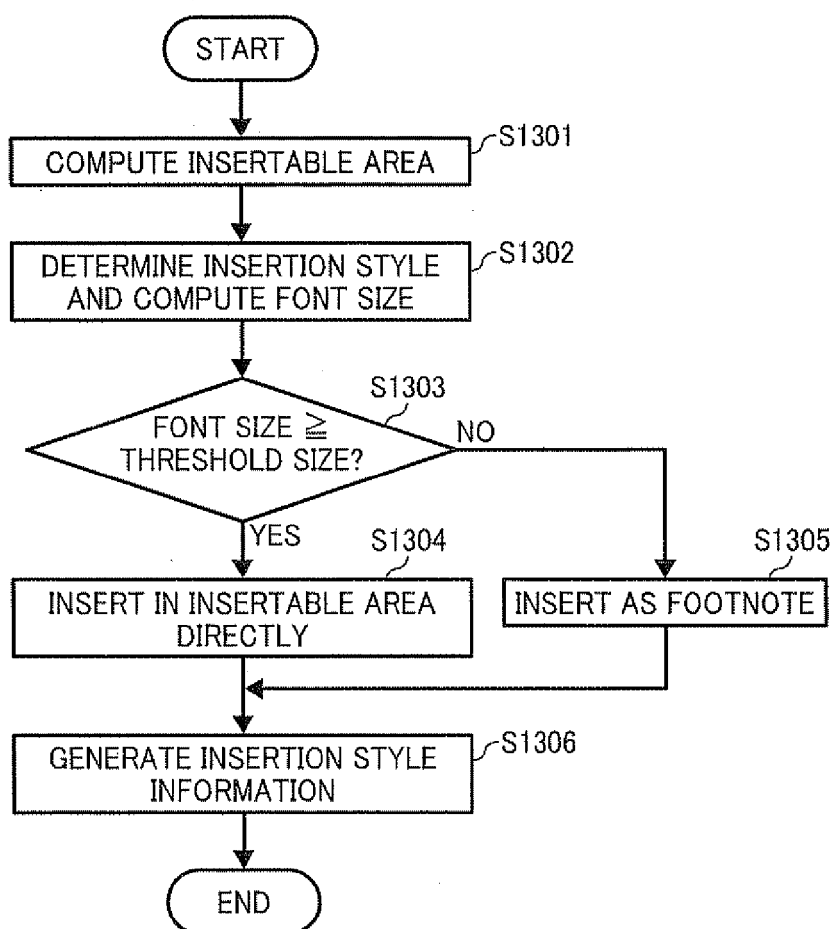 START
COMPUTE INSERTABLE AREA
S1301
DETERMINE INSERTION STYLE
AND COMPUTE FONT SIZE
S1302
FONT SIZE ≧
THRESHOLD SIZE?
S1303
NO
YES
S1304
INSERT IN INSERTABLE AREA
DIRECTLY
S1305
INSERT AS FOOTNOTE
GENERATE INSERTION STYLE
INFORMATION
S1306
END